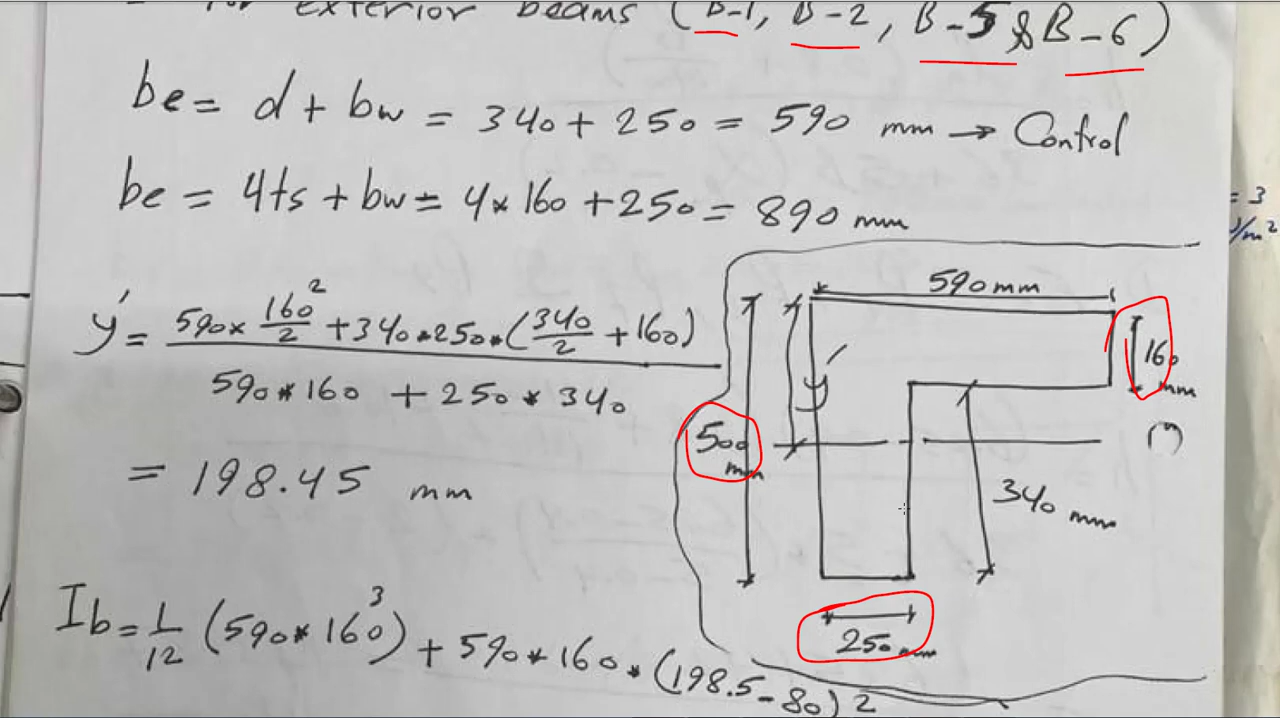 for exterior beams (B-1, B-2, B-5 & B-6)
be = d + bw = 340 + 250 = 590 mm → Control
be = 4ts + bw = 4 × 160 + 250 = 890 mm
= 3
/m²
y' = 590 × 160²/2 + 340 * 250 * (340/2 + 160)
590 * 160 + 250 * 340
= 198.45 mm
590 mm
160 mm
y'
500 mm
340 mm
250 mm
Ib = 1/12 (590 * 160³) + 590 * 160 * (198.5 - 80)2